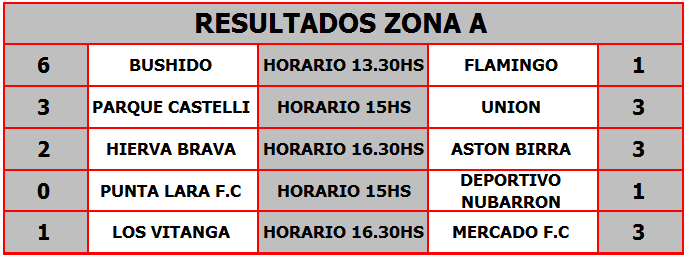 RESULTADOS ZONA A
6 BUSHIDO HORARIO 13.30HS FLAMINGO 1
3 PARQUE CASTELLI HORARIO 15HS UNION 3
2 HIERVA BRAVA HORARIO 16.30HS ASTON BIRRA 3
0 PUNTA LARA F.C HORARIO 15HS DEPORTIVO NUBARRON 1
1 LOS VITANGA HORARIO 16.30HS MERCADO F.C 3